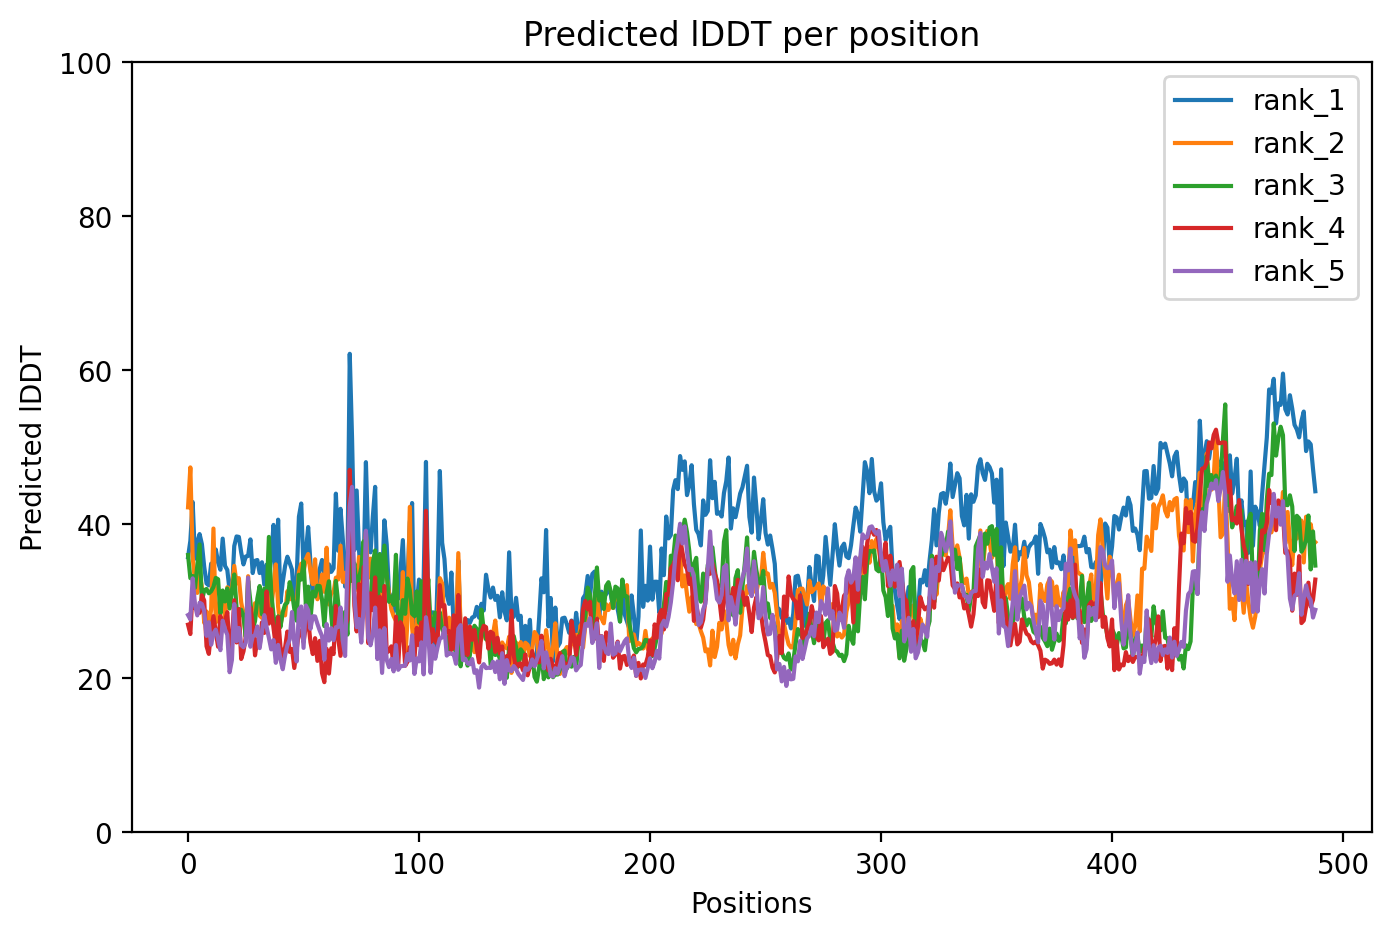 Predicted lDDT per position
100
80
60
40
20
0
Predicted lDDT
0 100 200 300 400 500
Positions
rank_1
rank_2
rank_3
rank_4
rank_5